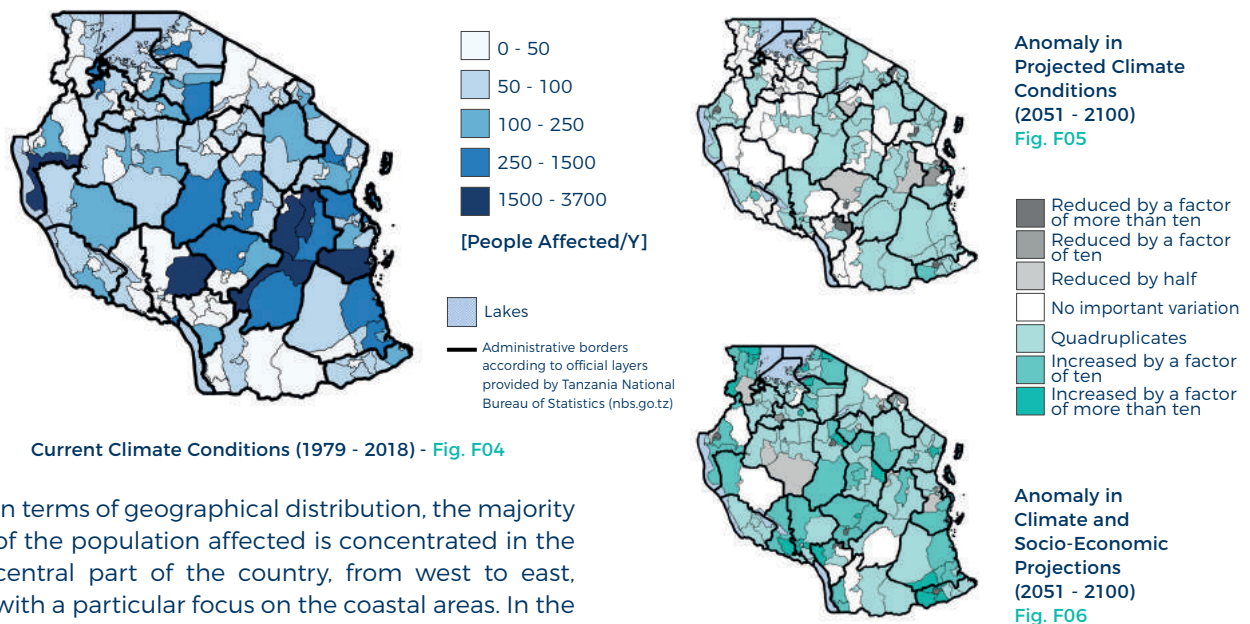 0 - 50
50 - 100
100 - 250
250 - 1500
1500 - 3700
[People Affected/Y]
Lakes
Administrative borders
according to official layers
provided by Tanzania National
Bureau of Statistics (nbs.go.tz)
Current Climate Conditions (1979 - 2018) - Fig. F04
n terms of geographical distribution, the majority
of the population affected is concentrated in the
central part of the country, from west to east,
with a particular focus on the coastal areas. In the
Anomaly in
Projected Climate
Conditions
(2051 - 2100)
Fig. F05
Reduced by a factor
of more than ten
Reduced by a factor
of ten
Reduced by half
No important variation
Quadruplicates
Increased by a factor
of ten
Increased by a factor
of more than ten
Anomaly in
Climate and
Socio-Economic
Projections
(2051 - 2100)
Fig. F06